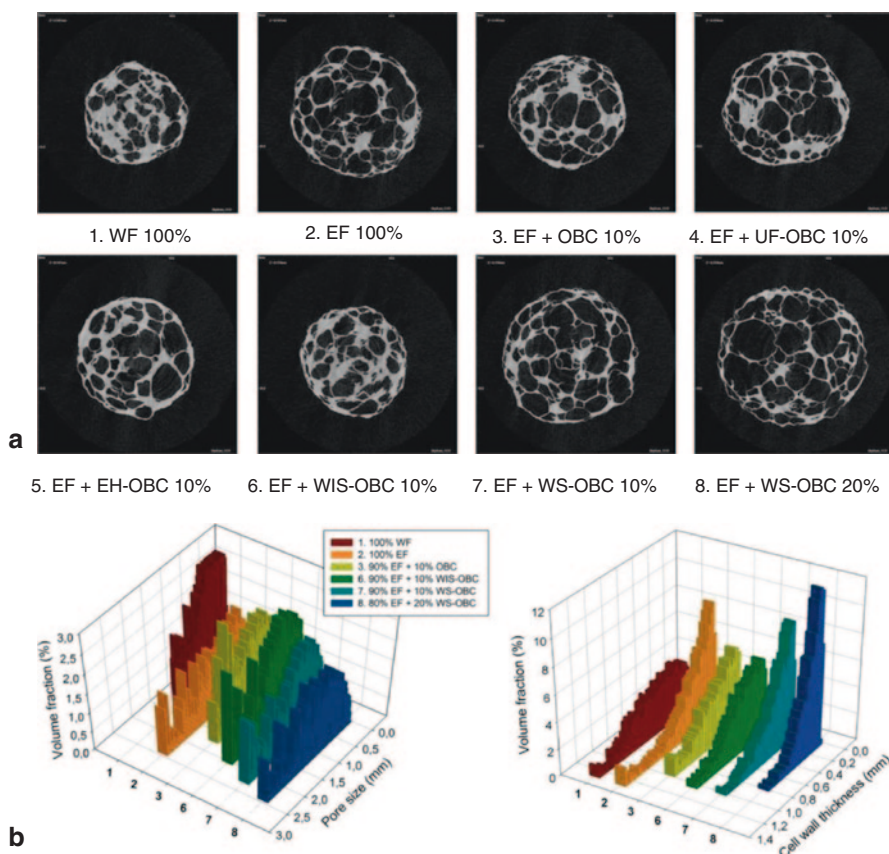 1. WF 100%
2. EF 100%
3. EF + OBC 10%
4. EF + UF-OBC 10%
a
5. EF + EH-OBC 10%
6. EF + WIS-OBC 10%
7. EF + WS-OBC 10%
8. EF + WS-OBC 20%
1. 100% WF
2. 100% EF
3. 90% EF + 10% OBC
6. 90% EF + 10% WIS-OBC
7. 90% EF + 10% WS-OBC
8. 80% EF + 20% WS-OBC
Volume fraction (%)
3,0
2,5
2,0
1,5
1,0
0,5
0,0
1
2
3
6
7
8
3,0
2,5
2,0
1,5
1,0
0,5
0,0
Pore size (mm)
Volume fraction (%)
12
10
8
6
4
2
0
1
2
3
6
7
8
1,4
1,2
1,0
0,8
0,6
0,4
0,2
0,0
Cell wall thickness (mm)
b